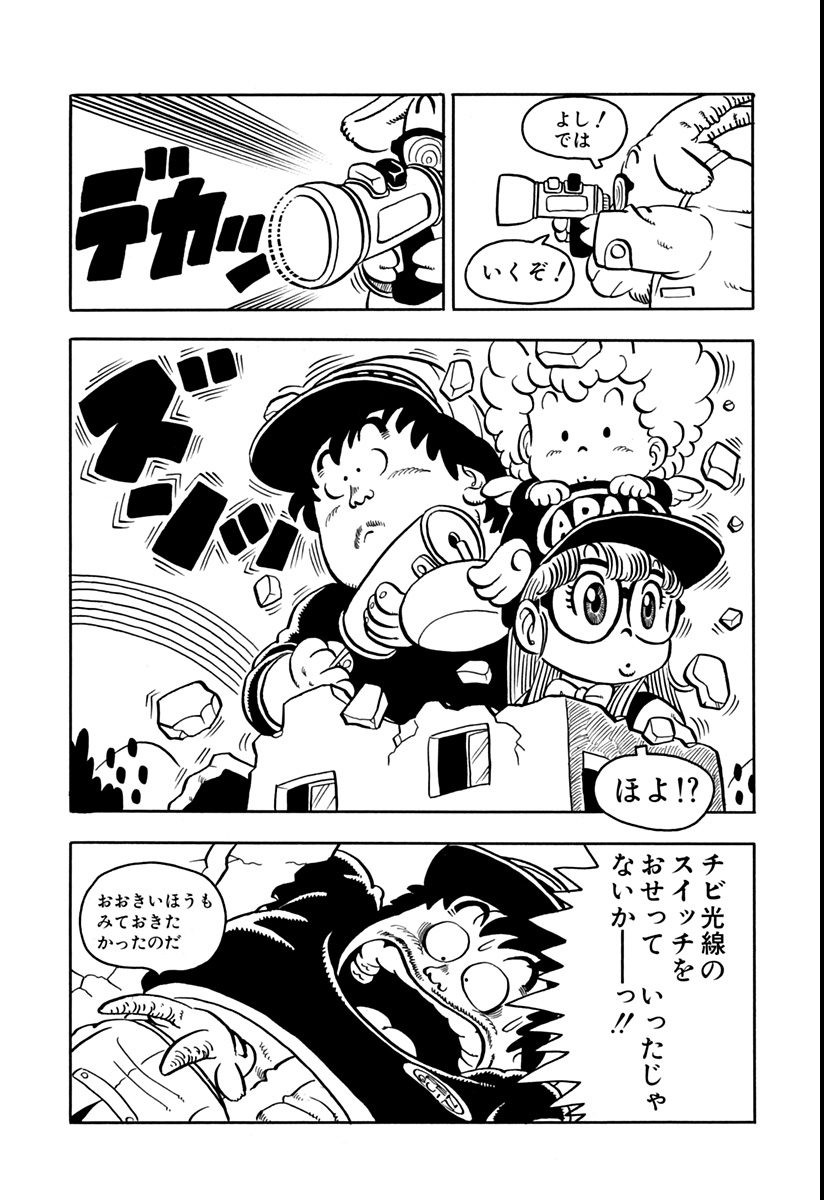 よし!
では
いくぞ!
デカッ
ズンッ
ARALE
ほよ!?
チビ光線の
スイッチを
おせって いったじゃ
ないか――っ!!
おおきいほうも
みておきた
かったのだ